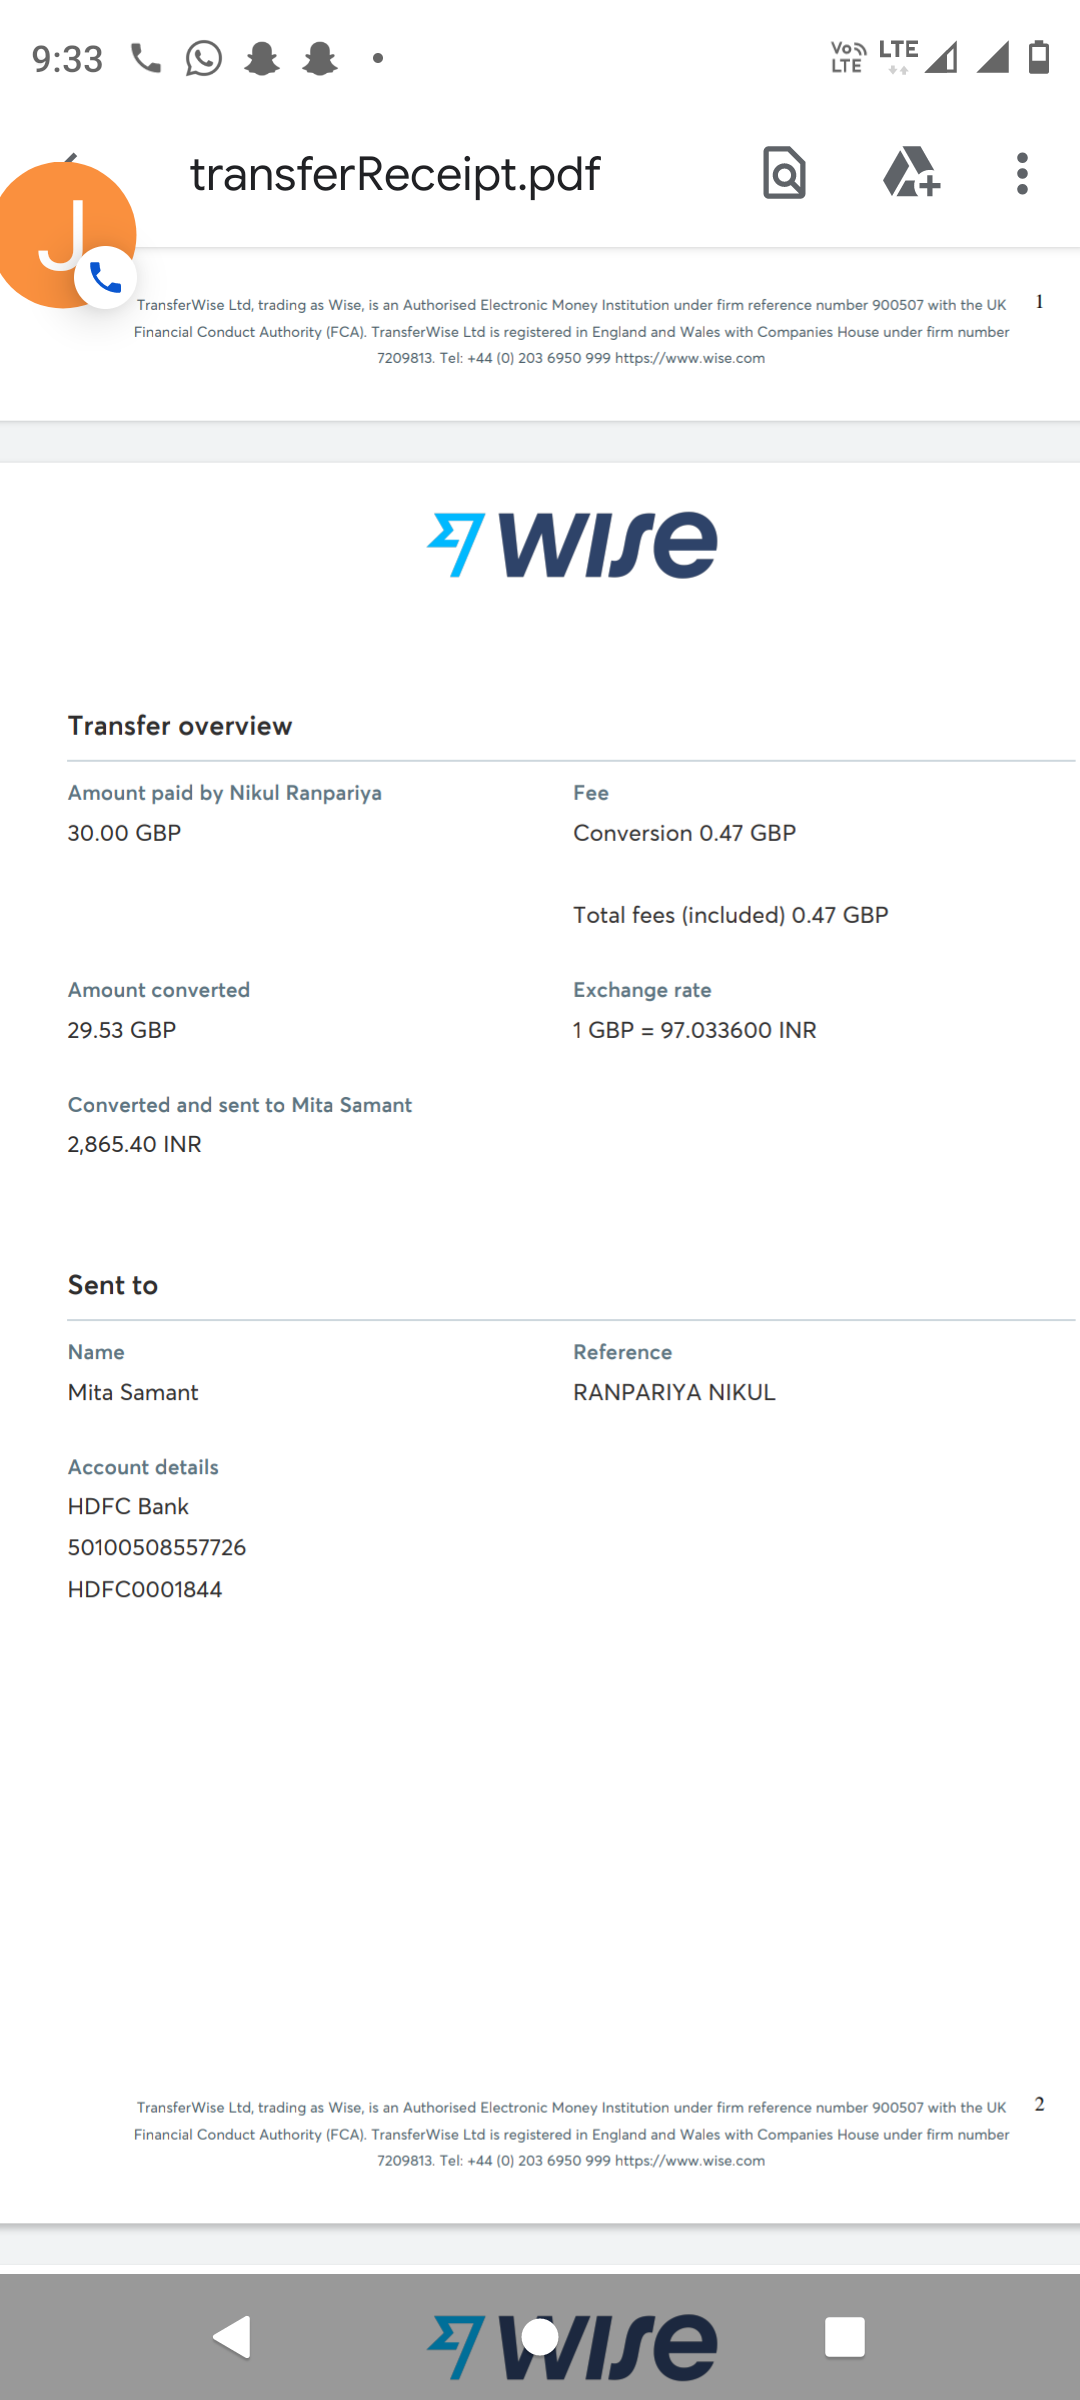 9:33
Vo LTE
LTE
transferReceipt.pdf
J
TransferWise Ltd, trading as Wise, is an Authorised Electronic Money Institution under firm reference number 900507 with the UK
1
Financial Conduct Authority (FCA). TransferWise Ltd is registered in England and Wales with Companies House under firm number
7209813. Tel: +44 (0) 203 6950 999 https://www.wise.com
wise
Transfer overview
Amount paid by Nikul Ranpariya
30.00 GBP
Fee
Conversion 0.47 GBP
Total fees (included) 0.47 GBP
Amount converted
29.53 GBP
Exchange rate
1 GBP = 97.033600 INR
Converted and sent to Mita Samant
2,865.40 INR
Sent to
Name
Mita Samant
Reference
RANPARIYA NIKUL
Account details
HDFC Bank
50100508557726
HDFC0001844
TransferWise Ltd, trading as Wise, is an Authorised Electronic Money Institution under firm reference number 900507 with the UK
2
Financial Conduct Authority (FCA). TransferWise Ltd is registered in England and Wales with Companies House under firm number
7209813. Tel: +44 (0) 203 6950 999 https://www.wise.com
wise